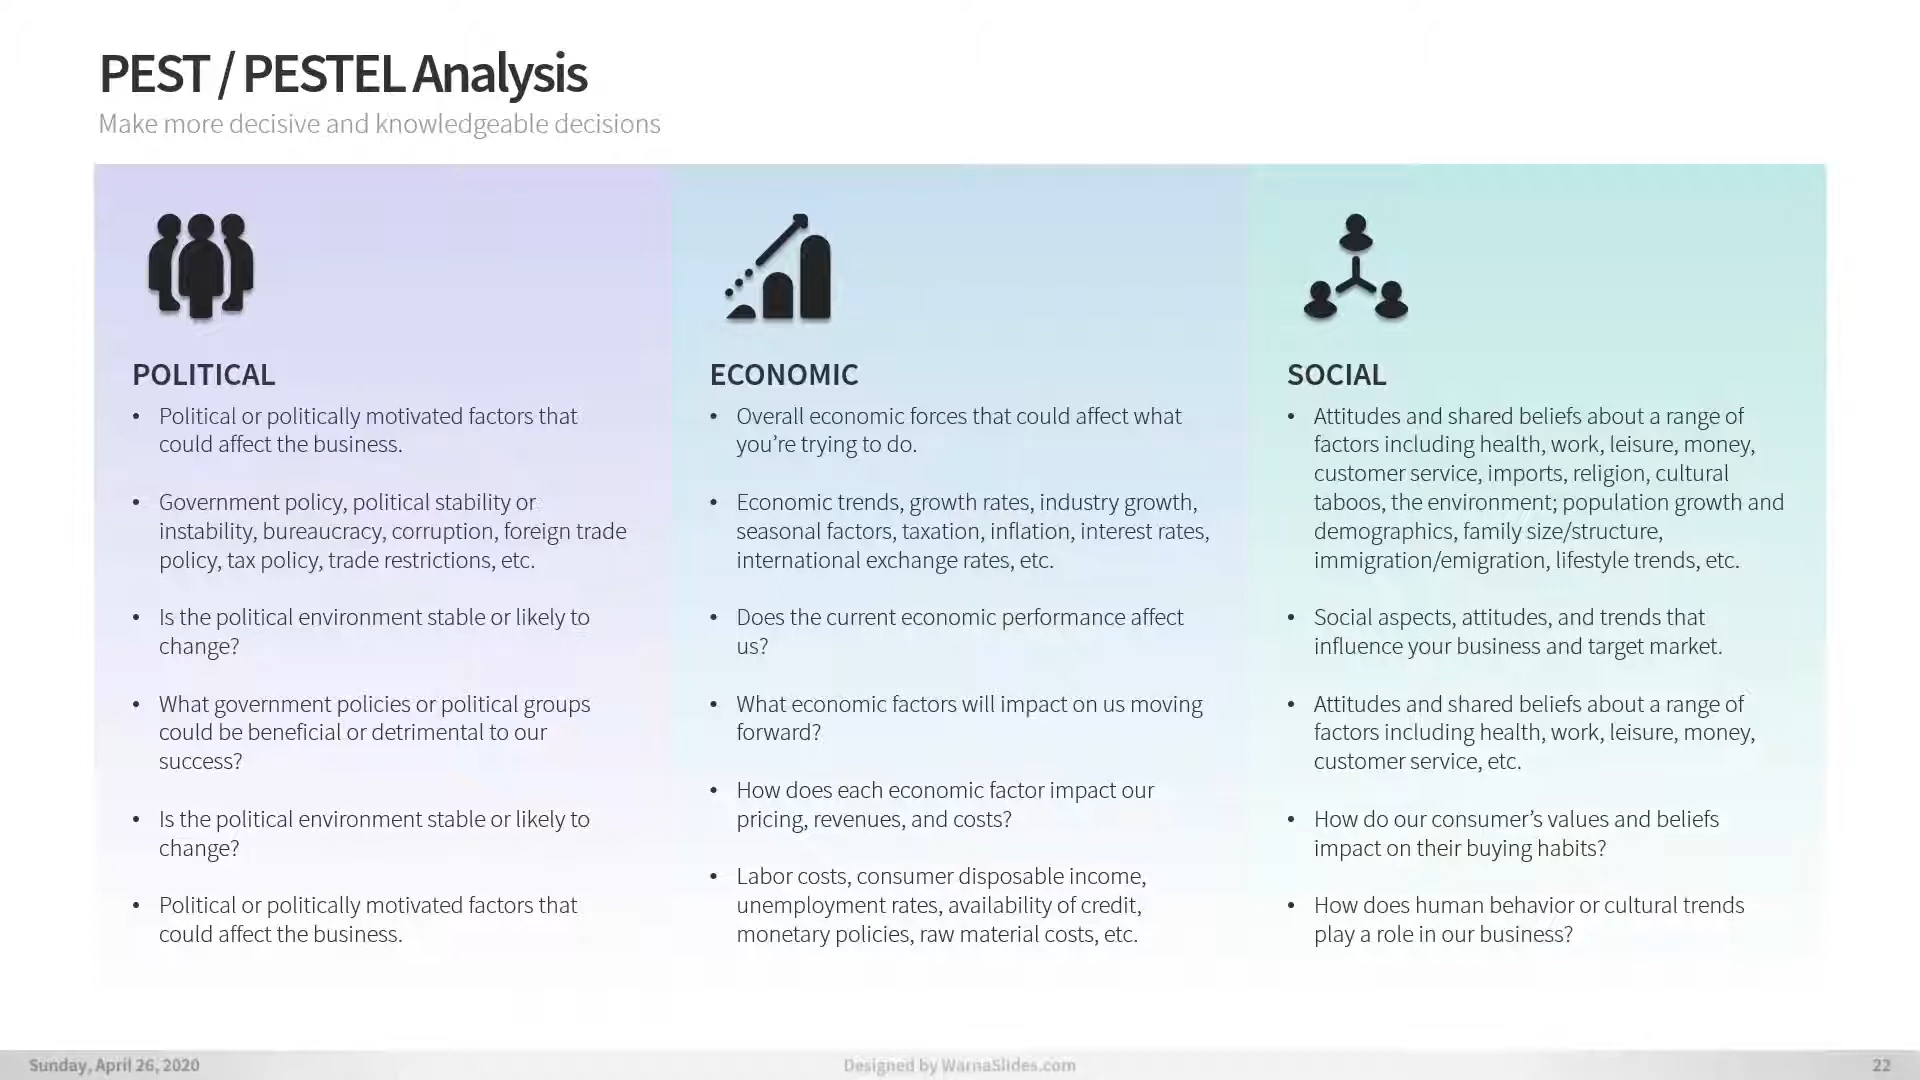 PEST / PESTEL Analysis
Make more decisive and knowledgeable decisions
POLITICAL
• Political or politically motivated factors that
could affect the business.
• Government policy, political stability or
instability, bureaucracy, corruption, foreign trade
policy, tax policy, trade restrictions, etc.
• Is the political environment stable or likely to
change?
• What government policies or political groups
could be beneficial or detrimental to our
success?
• Is the political environment stable or likely to
change?
• Political or politically motivated factors that
could affect the business.
ECONOMIC
• Overall economic forces that could affect what
you’re trying to do.
• Economic trends, growth rates, industry growth,
seasonal factors, taxation, inflation, interest rates,
international exchange rates, etc.
• Does the current economic performance affect
us?
• What economic factors will impact on us moving
forward?
• How does each economic factor impact our
pricing, revenues, and costs?
• Labor costs, consumer disposable income,
unemployment rates, availability of credit,
monetary policies, raw material costs, etc.
SOCIAL
• Attitudes and shared beliefs about a range of
factors including health, work, leisure, money,
customer service, imports, religion, cultural
taboos, the environment; population growth and
demographics, family size/structure,
immigration/emigration, lifestyle trends, etc.
• Social aspects, attitudes, and trends that
influence your business and target market.
• Attitudes and shared beliefs about a range of
factors including health, work, leisure, money,
customer service, etc.
• How do our consumer’s values and beliefs
impact on their buying habits?
• How does human behavior or cultural trends
play a role in our business?
Sunday, April 26, 2020
Designed by WarnaSlides.com
22